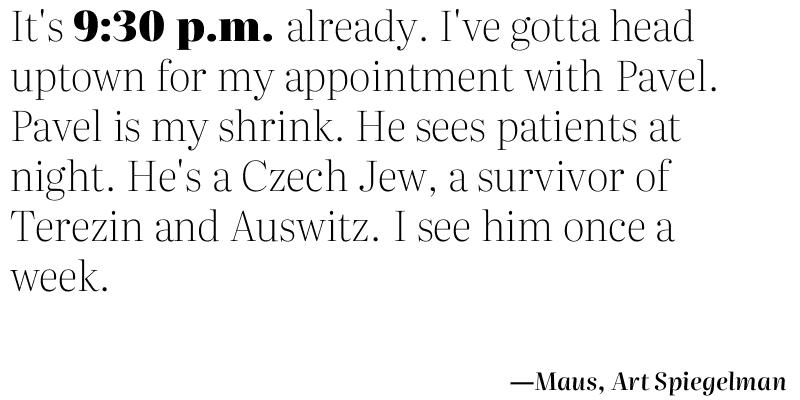 It's 9:30 p.m. already. I've gotta head
uptown for my appointment with Pavel.
Pavel is my shrink. He sees patients at
night. He's a Czech Jew, a survivor of
Terezin and Auswitz. I see him once a
week.
—Maus, Art Spiegelman